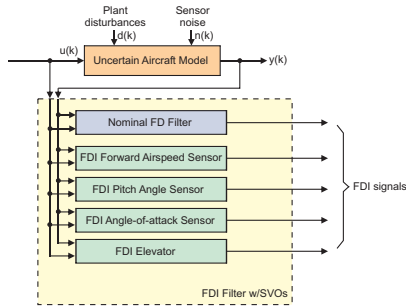 Plant
disturbances
d(k)
Sensor
noise
n(k)
u(k)
Uncertain Aircraft Model
y(k)
Nominal FD Filter
FDI Forward Airspeed Sensor
FDI Pitch Angle Sensor
FDI Angle-of-attack Sensor
FDI Elevator
FDI signals
FDI Filter w/SVOs